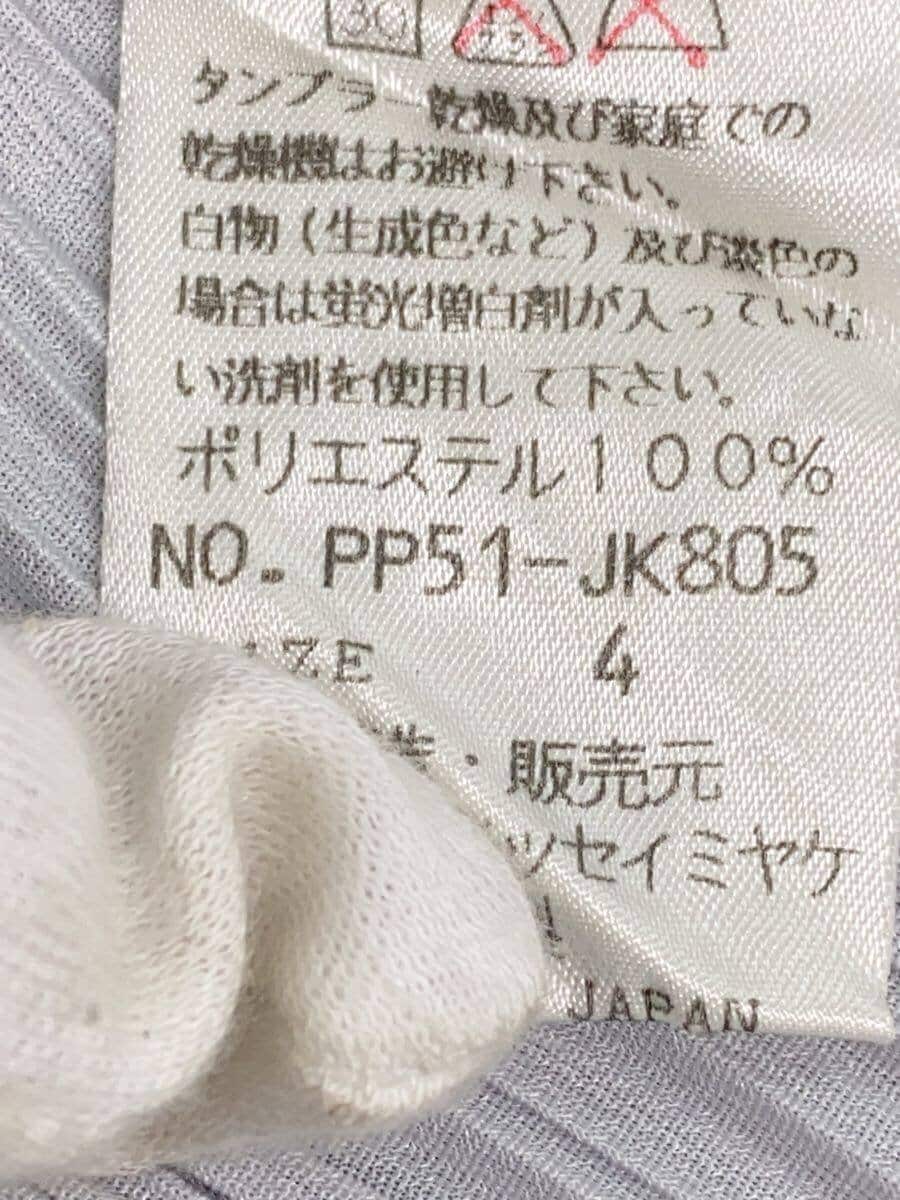 30
タンブラー乾燥及び家庭での
乾燥機はお避け下さい。
白物（生成色など）及び淡色の
場合は蛍光増白剤が入っていな
い洗剤を使用して下さい。
ポリエステル１００％
NO. PP51-JK805
IZE 4
造・販売元
ッセイミヤケ
JAPAN